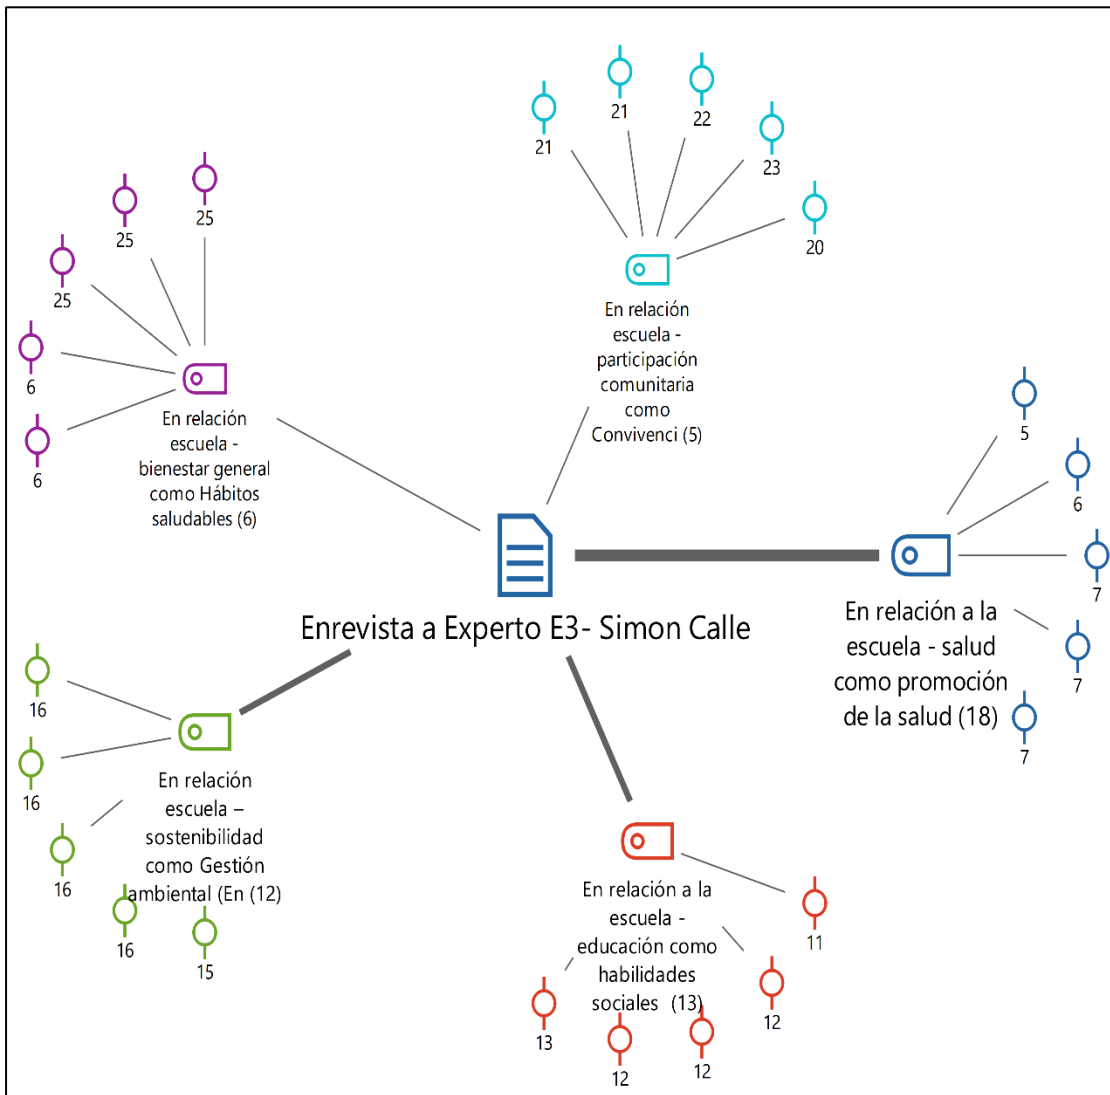 21
21
22
23
20
En relación
escuela -
participación
comunitaria
como
Convivenci (5)
25
25
25
6
6
En relación
escuela -
bienestar general
como Hábitos
saludables (6)
Enrevista a Experto E3- Simon Calle
5
6
7
7
7
En relación a la
escuela - salud
como promoción
de la salud (18)
16
16
16
16
15
En relación
escuela –
sostenibilidad
como Gestión
ambiental (En (12)
En relación a la
escuela -
educación como
habilidades
sociales (13)
11
12
12
12
13